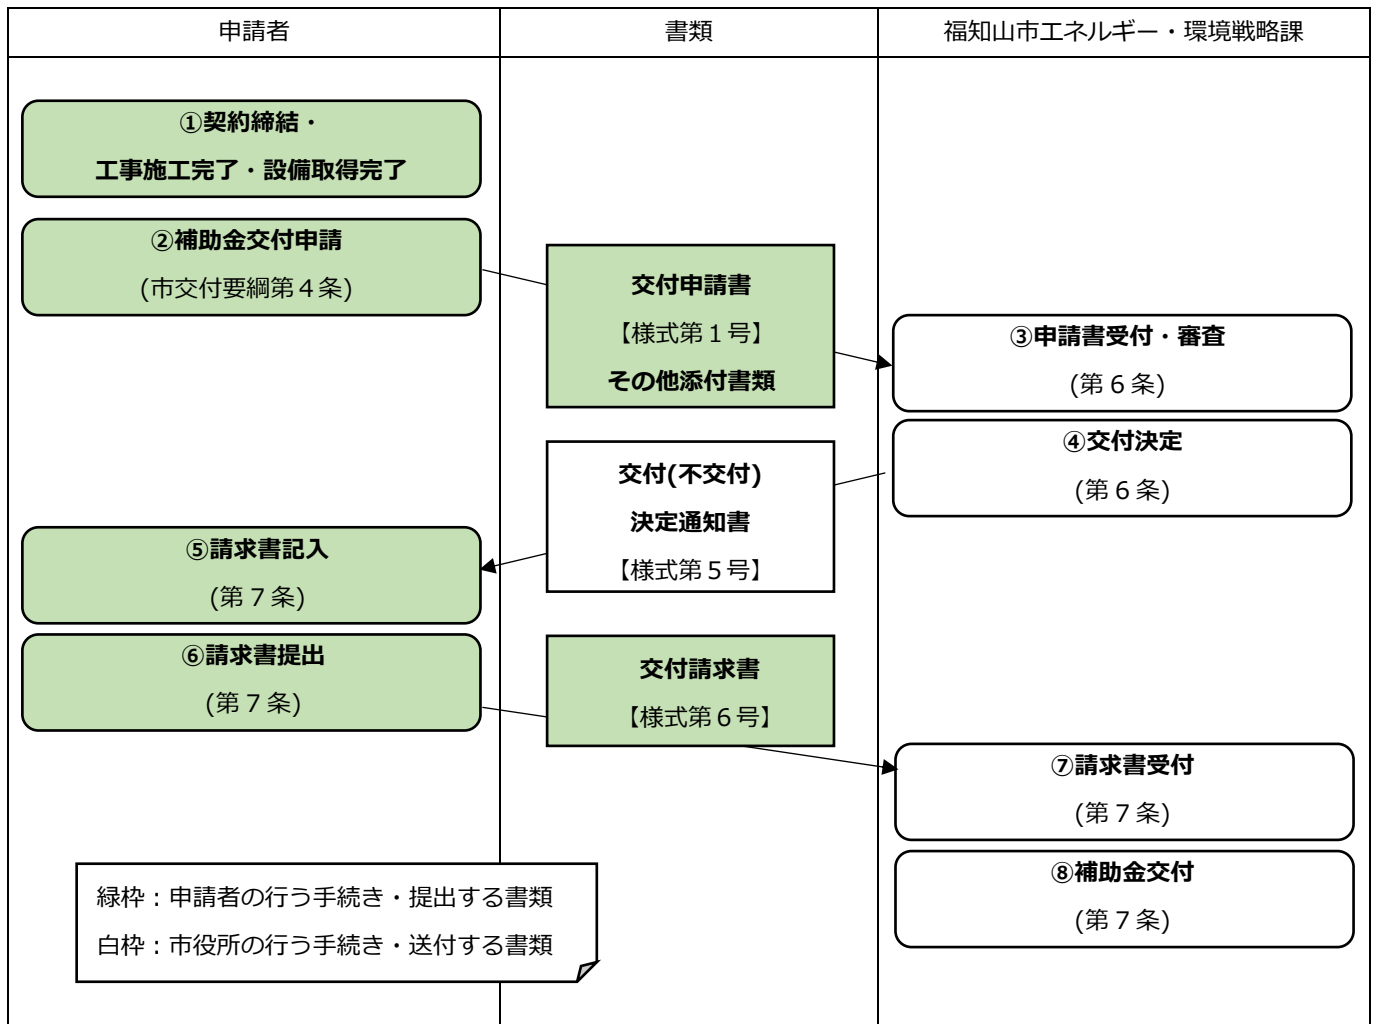 申請者
書類
福知山市エネルギー・環境戦略課
①契約締結・
工事施工完了・設備取得完了
②補助金交付申請
(市交付要綱第４条)
交付申請書
【様式第１号】
その他添付書類
③申請書受付・審査
(第６条)
④交付決定
(第６条)
交付(不交付)
決定通知書
【様式第５号】
⑤請求書記入
(第７条)
⑥請求書提出
(第７条)
交付請求書
【様式第６号】
⑦請求書受付
(第７条)
⑧補助金交付
(第７条)
緑枠：申請者の行う手続き・提出する書類
白枠：市役所の行う手続き・送付する書類